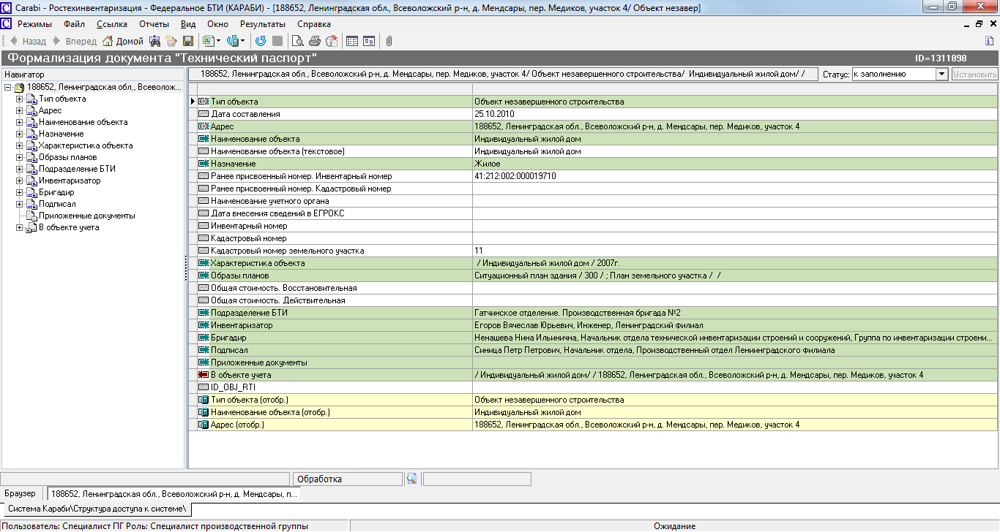 Carabi - Ростехинвентаризация - Федеральное БТИ (КАРАБИ) - [188652, Ленинградская обл., Всеволожский р-н, д. Мендсары, пер. Медиков, участок 4/ Объект незавер]
Режимы Файл Ссылка Отчеты Вид Окно Результаты Справка
Назад Вперед Домой
Формализация документа "Технический паспорт" ID=1311898
Навигатор
188652, Ленинградская обл., Всеволож...
Тип объекта
Адрес
Наименование объекта
Назначение
Характеристика объекта
Образы планов
Подразделение БТИ
Инвентаризатор
Бригадир
Подписал
Приложенные документы
В объекте учета
188652, Ленинградская обл., Всеволожский р-н, д. Мендсары, пер. Медиков, участок 4/ Объект незавершенного строительства/ Индивидуальный жилой дом/ / Статус: к заполнению Установить
Тип объекта Объект незавершенного строительства
Дата составления 25.10.2010
Адрес 188652, Ленинградская обл., Всеволожский р-н, д. Мендсары, пер. Медиков, участок 4
Наименование объекта Индивидуальный жилой дом
Наименование объекта (текстовое) Индивидуальный жилой дом
Назначение Жилое
Ранее присвоенный номер. Инвентарный номер 41:212:002:000019710
Ранее присвоенный номер. Кадастровый номер
Наименование учетного органа
Дата внесения сведений в ЕГРОКС
Инвентарный номер
Кадастровый номер
Кадастровый номер земельного участка 11
Характеристика объекта / Индивидуальный жилой дом / 2007г.
Образы планов Ситуационный план здания / 300 / ; План земельного участка / /
Общая стоимость. Восстановительная
Общая стоимость. Действительная
Подразделение БТИ Гатчинское отделение. Производственная бригада №2
Инвентаризатор Егоров Вячеслав Юрьевич, Инженер, Ленинградский филиал
Бригадир Ненашева Нина Ильинична, Начальник отдела технической инвентаризации строений и сооружений, Группа по инвентаризации строени...
Подписал Синица Петр Петрович, Начальник отдела, Производственный отдел Лениинградского Филиала
Приложенные документы
В объекте учета / Индивидуальный жилой дом/ / 188652, Ленинградская обл., Всеволожский р-н, д. Мендсары, пер. Медиков, участок 4
ID_OBJ_RTI
Тип объекта (отобр.) Объект незавершенного строительства
Наименование объекта (отобр.) Индивидуальный жилой дом
Адрес (отобр.) 188652, Ленинградская обл., Всеволожский р-н, д. Мендсары, пер. Медиков, участок 4
Обработка
Браузер 188652, Ленинградская обл., Всеволожский р-н, д. Мендсары, п...
Система Караби\Структура доступа к системе\
Пользователь: Специалист ПГ Роль: Специалист производственной группы Ожидание